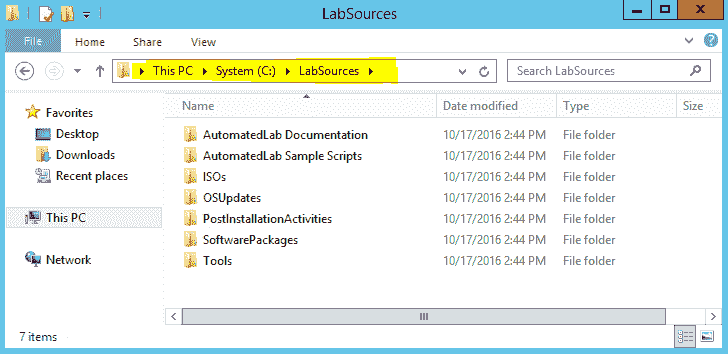 LabSources
File Home Share View
This PC System (C:) LabSources Search LabSources
Favorites
Desktop
Downloads
Recent places
This PC
Network
Name Date modified Type Size
AutomatedLab Documentation 10/17/2016 2:44 PM File folder
AutomatedLab Sample Scripts 10/17/2016 2:44 PM File folder
ISOs 10/17/2016 2:44 PM File folder
OSUpdates 10/17/2016 2:44 PM File folder
PostInstallationActivities 10/17/2016 2:44 PM File folder
SoftwarePackages 10/17/2016 2:44 PM File folder
Tools 10/17/2016 2:44 PM File folder
7 items